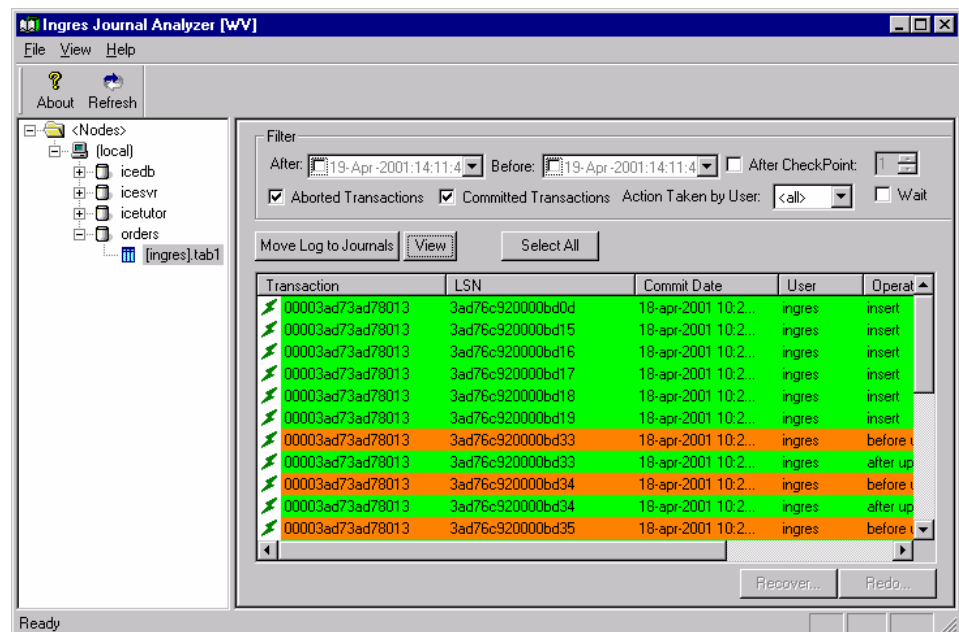 Ingres Journal Analyzer [WV]
File View Help
About Refresh
<Nodes>
(local)
icedb
icesvr
icetutor
orders
[ingres].tab1
Filter
After: 19-Apr-2001:14:11:4 Before: 19-Apr-2001:14:11:4 After CheckPoint: 1
Aborted Transactions Committed Transactions Action Taken by User: <all> Wait
Move Log to Journals View Select All
Transaction LSN Commit Date User Operat
00003ad73ad78013 3ad76c920000bd0d 18-apr-2001 10:2... ingres insert
00003ad73ad78013 3ad76c920000bd15 18-apr-2001 10:2... ingres insert
00003ad73ad78013 3ad76c920000bd16 18-apr-2001 10:2... ingres insert
00003ad73ad78013 3ad76c920000bd17 18-apr-2001 10:2... ingres insert
00003ad73ad78013 3ad76c920000bd18 18-apr-2001 10:2... ingres insert
00003ad73ad78013 3ad76c920000bd19 18-apr-2001 10:2... ingres insert
00003ad73ad78013 3ad76c920000bd33 18-apr-2001 10:2... ingres before u
00003ad73ad78013 3ad76c920000bd33 18-apr-2001 10:2... ingres after up
00003ad73ad78013 3ad76c920000bd34 18-apr-2001 10:2... ingres before u
00003ad73ad78013 3ad76c920000bd34 18-apr-2001 10:2... ingres after up
00003ad73ad78013 3ad76c920000bd35 18-apr-2001 10:2... ingres before u
Recover... Redo...
Ready